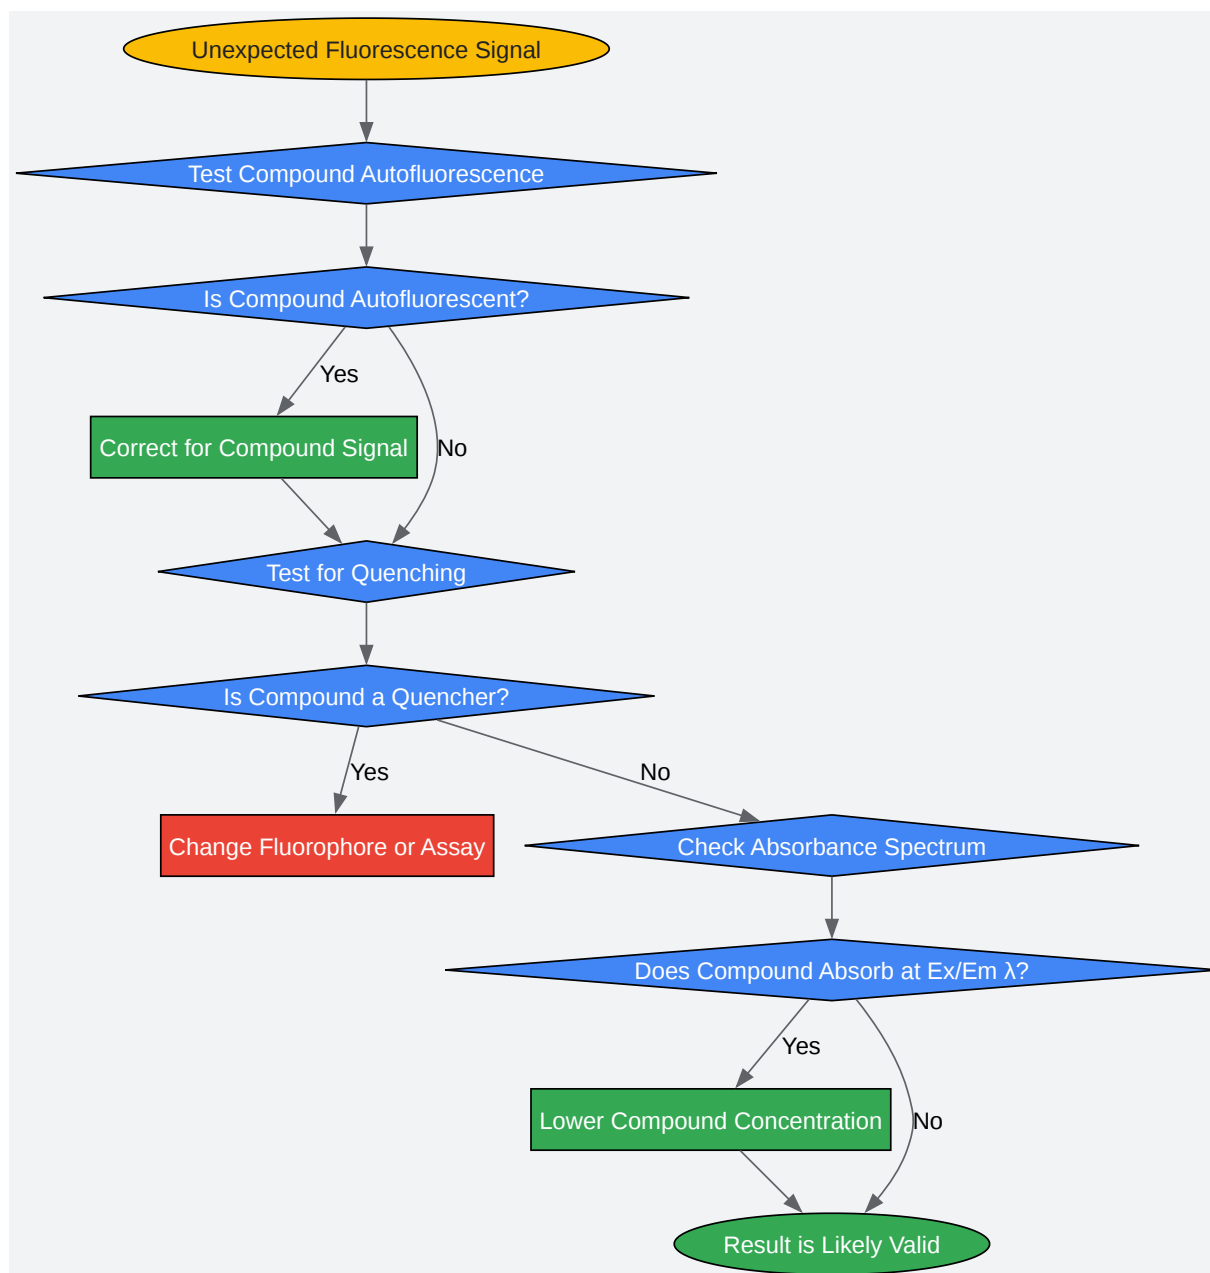 Unexpected Fluorescence Signal
Test Compound Autofluorescence
Is Compound Autofluorescent?
Yes
Correct for Compound Signal
No
Test for Quenching
Is Compound a Quencher?
Yes
No
Change Fluorophore or Assay
Check Absorbance Spectrum
Does Compound Absorb at Ex/Em λ?
Yes
Lower Compound Concentration
No
Result is Likely Valid